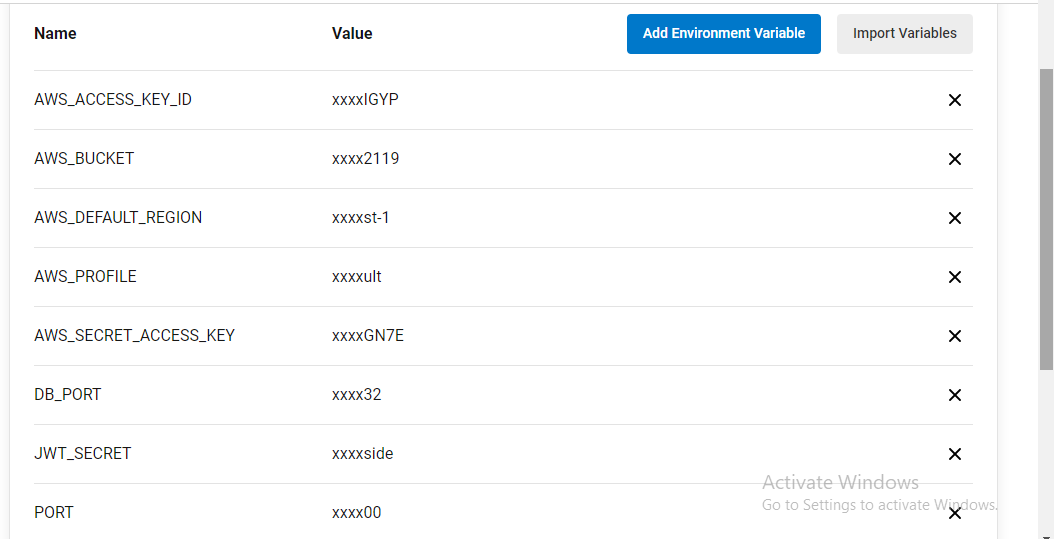 Name Value Add Environment Variable Import Variables
AWS_ACCESS_KEY_ID xxxxIGYP
AWS_BUCKET xxxx2119
AWS_DEFAULT_REGION xxxxst-1
AWS_PROFILE xxxxult
AWS_SECRET_ACCESS_KEY xxxxGN7E
DB_PORT xxxx32
JWT_SECRET xxxxside
Activate Windows
Go to Settings to activate Windows.
PORT xxxx00